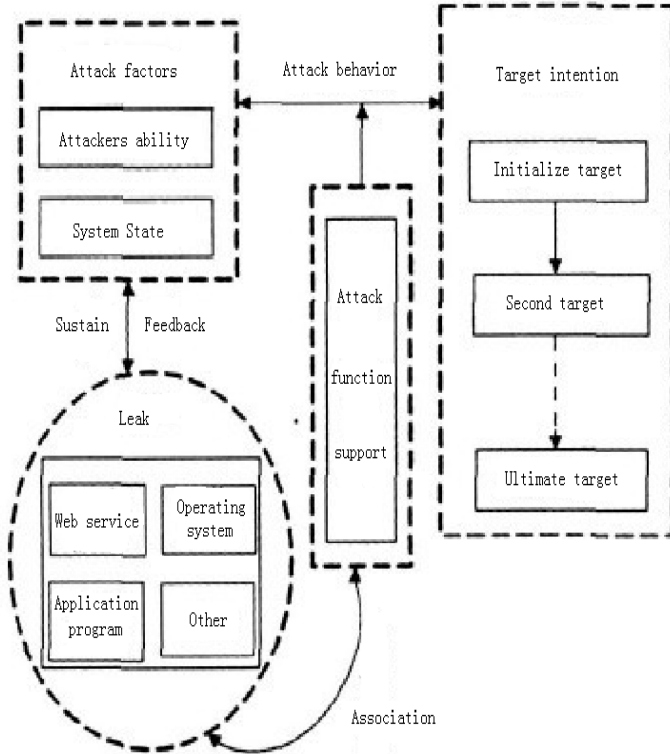 Attack factors
Attackers ability
System State
Attack behavior
Target intention
Initialize target
Second target
Ultimate target
Sustain
Feedback
Attack
function
support
Leak
Web service
Operating
system
Application
program
Other
Association